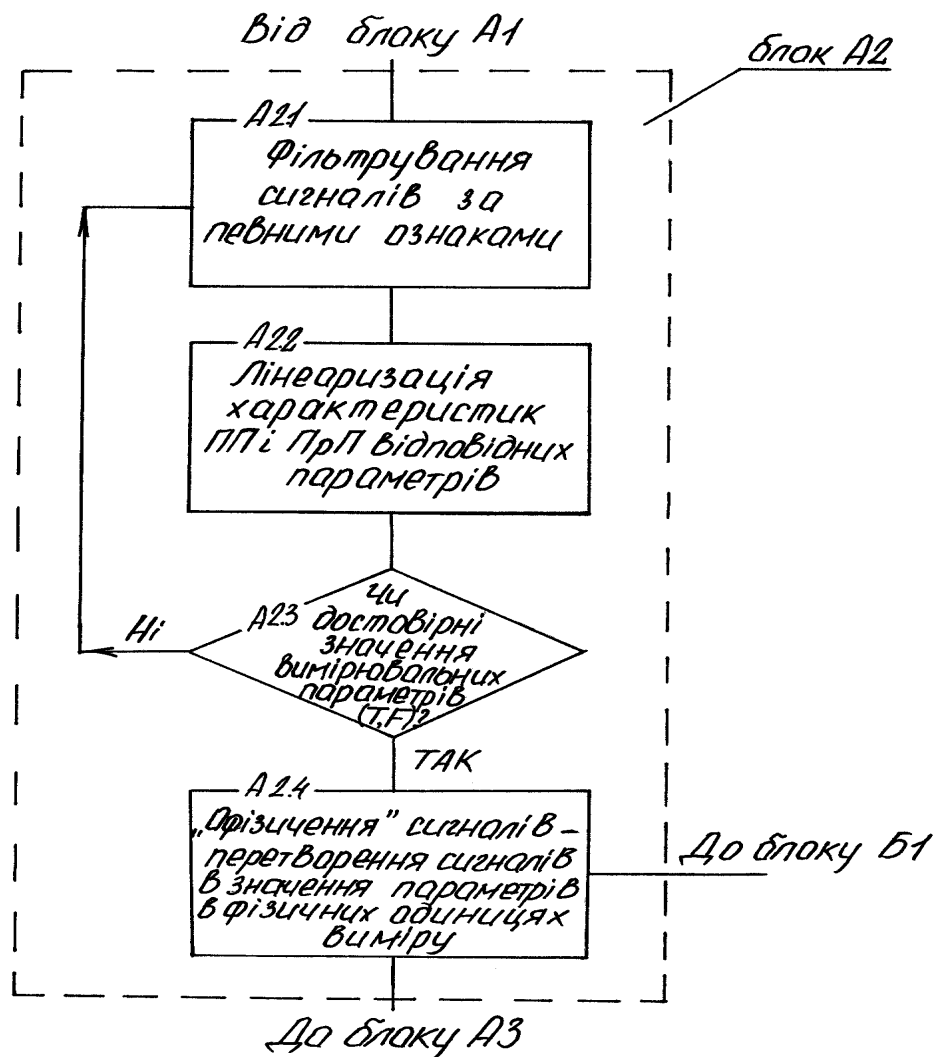 Від блоку А1
блок А2
А2.1
Фільтрування
сигналів за
певними ознаками
А2.2
Лінеаризація
характеристик
ПП і ПрП відповідних
параметрів
А2.3
Чи
достовірні
значення
вимірювальних
параметрів
(T,F)?
Ні
ТАК
А2.4
„Офізичення” сигналів –
перетворення сигналів
в значення параметрів
в фізичних одиницях
виміру
До блоку Б1
До блоку А3